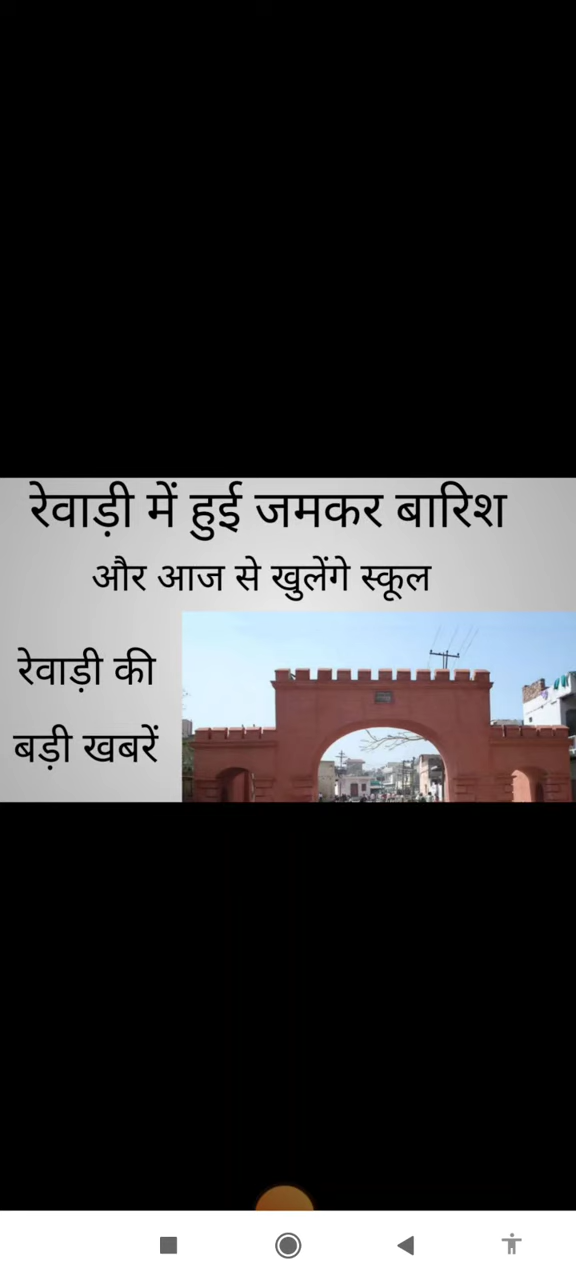 रेवाड़ी में हुई जमकर बारिश
और आज से खुलेंगे स्कूल
रेवाड़ी की
बड़ी खबरें